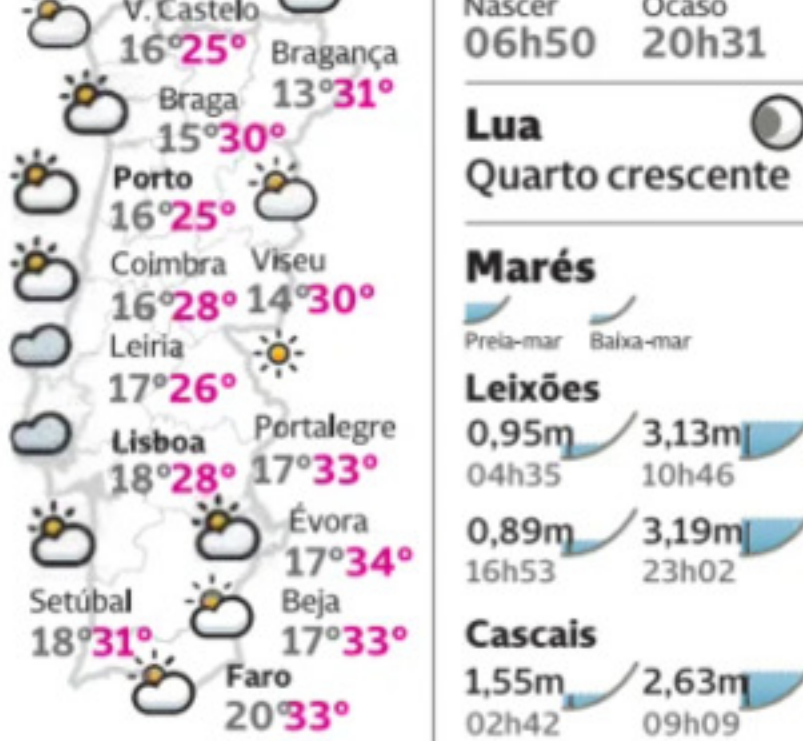 V. Castelo
16° 25°
Bragança
13° 31°
Braga
15° 30°
Porto
16° 25°
Coimbra
16° 28°
Viseu
14° 30°
Leiria
17° 26°
Lisboa
18° 28°
Portalegre
17° 33°
Évora
17° 34°
Setúbal
18° 31°
Beja
17° 33°
Faro
20° 33°
Nascer Ocaso
06h50 20h31
Lua
Quarto crescente
Marés
Preia-mar Baixa-mar
Leixões
0,95m 3,13m
04h35 10h46
0,89m 3,19m
16h53 23h02
Cascais
1,55m 2,63m
02h42 09h09